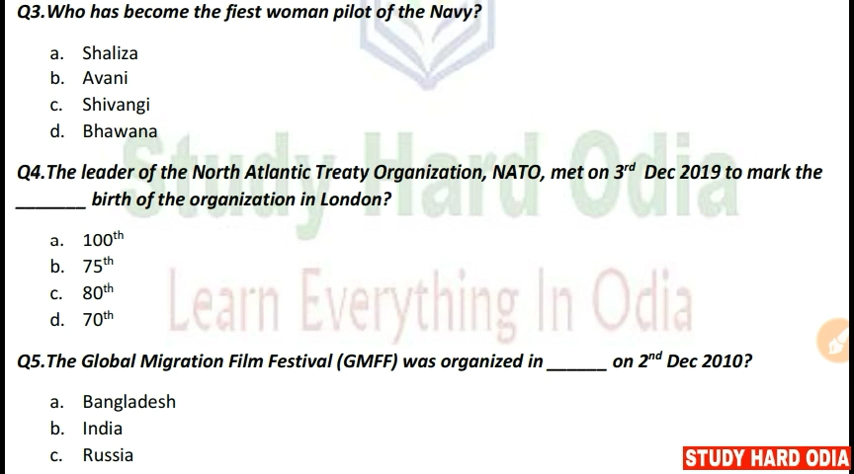 Q3.Who has become the fiest woman pilot of the Navy?
a. Shaliza
b. Avani
c. Shivangi
d. Bhawana
Study Hard Odia
Q4.The leader of the North Atlantic Treaty Organization, NATO, met on 3rd Dec 2019 to mark the
_______ birth of the organization in London?
a. 100th
b. 75th
c. 80th
d. 70th
Learn Everything In Odia
Q5.The Global Migration Film Festival (GMFF) was organized in ______ on 2nd Dec 2010?
a. Bangladesh
b. India
c. Russia
STUDY HARD ODIA